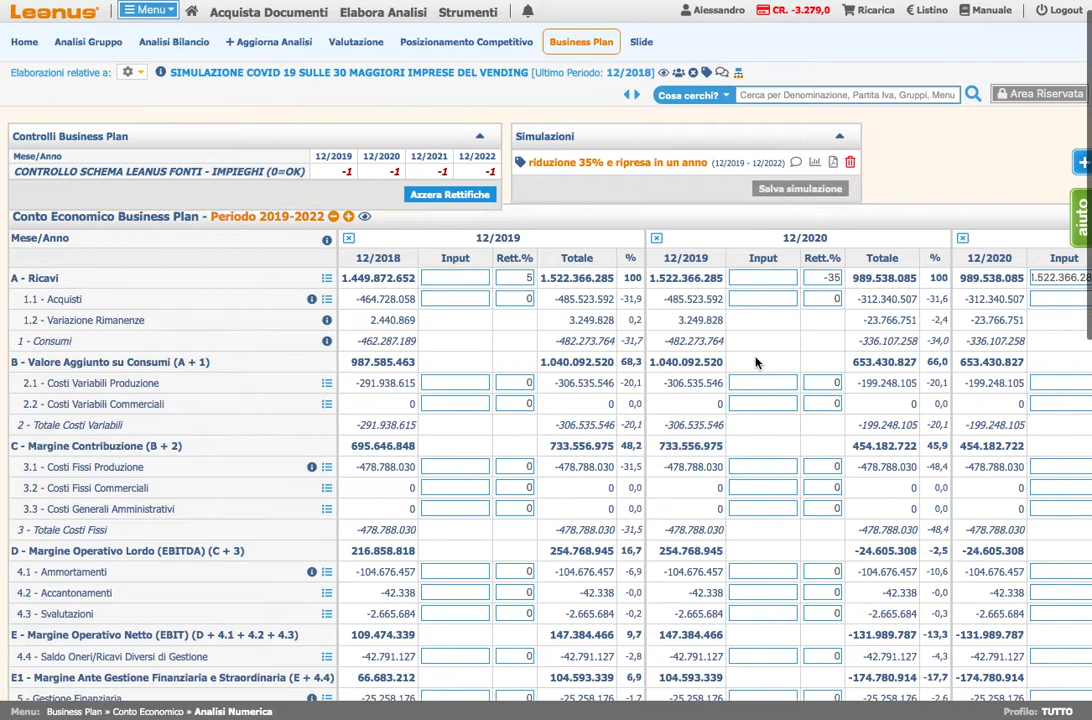 Leanus Menu Acquista Documenti Elabora Analisi Strumenti Alessandro CR. -3.279,0 Ricarica Listino Manuale Logout
Home Analisi Gruppo Analisi Bilancio + Aggiorna Analisi Valutazione Posizionamento Competitivo Business Plan Slide
Elaborazioni relative a: SIMULAZIONE COVID 19 SULLE 30 MAGGIORI IMPRESE DEL VENDING [Ultimo Periodo: 12/2018]
Cosa cerchi? Cerca per Denominazione, Partita Iva, Gruppi, Menu Area Riservata
Controlli Business Plan Simulazioni
Mese/Anno 12/2019 12/2020 12/2021 12/2022 riduzione 35% e ripresa in un anno (12/2019 - 12/2022)
CONTROLLO SCHEMA LEANUS FONTI - IMPIEGHI (0=OK) -1 -1 -1 -1
Azzera Rettifiche Salva simulazione
Conto Economico Business Plan - Periodo 2019-2022
aiuto
Mese/Anno 12/2019 12/2020
12/2018 Input Rett.% Totale % 12/2019 Input Rett.% Totale % 12/2020 Input
A - Ricavi 1.449.872.652 5 1.522.366.285 100 1.522.366.285 -35 989.538.085 100 989.538.085 1.522.366.28
1.1 - Acquisti -464.728.058 0 -485.523.592 -31,9 -485.523.592 0 -312.340.507 -31,6 -312.340.507
1.2 - Variazione Rimanenze 2.440.869 3.249.828 0,2 3.249.828 -23.766.751 -2,4 -23.766.751
1 - Consumi -462.287.189 -482.273.764 -31,7 -482.273.764 -336.107.258 -34,0 -336.107.258
B - Valore Aggiunto su Consumi (A + 1) 987.585.463 1.040.092.520 68,3 1.040.092.520 653.430.827 66,0 653.430.827
2.1 - Costi Variabili Produzione -291.938.615 0 -306.535.546 -20,1 -306.535.546 0 -199.248.105 -20,1 -199.248.105
2.2 - Costi Variabili Commerciali 0 0 0 0,0 0 0 0 0,0 0
2 - Totale Costi Variabili -291.938.615 -306.535.546 -20,1 -306.535.546 -199.248.105 -20,1 -199.248.105
C - Margine Contribuzione (B + 2) 695.646.848 733.556.975 48,2 733.556.975 454.182.722 45,9 454.182.722
3.1 - Costi Fissi Produzione -478.788.030 0 -478.788.030 -31,5 -478.788.030 0 -478.788.030 -48,4 -478.788.030
3.2 - Costi Fissi Commerciali 0 0 0 0,0 0 0 0 0,0 0
3.3 - Costi Generali Amministrativi 0 0 0 0,0 0 0 0 0,0 0
3 - Totale Costi Fissi -478.788.030 -478.788.030 -31,5 -478.788.030 -478.788.030 -48,4 -478.788.030
D - Margine Operativo Lordo (EBITDA) (C + 3) 216.858.818 254.768.945 16,7 254.768.945 -24.605.308 -2,5 -24.605.308
4.1 - Ammortamenti -104.676.457 0 -104.676.457 -6,9 -104.676.457 0 -104.676.457 -10,6 -104.676.457
4.2 - Accantonamenti -42.338 0 -42.338 -0,0 -42.338 0 -42.338 -0,0 -42.338
4.3 - Svalutazioni -2.665.684 0 -2.665.684 -0,2 -2.665.684 0 -2.665.684 -0,3 -2.665.684
E - Margine Operativo Netto (EBIT) (D + 4.1 + 4.2 + 4.3) 109.474.339 147.384.466 9,7 147.384.466 -131.989.787 -13,3 -131.989.787
4.4 - Saldo Oneri/Ricavi Diversi di Gestione -42.791.127 0 -42.791.127 -2,8 -42.791.127 0 -42.791.127 -4,3 -42.791.127
E1 - Margine Ante Gestione Finanziaria e Straordinaria (E + 4.4) 66.683.212 104.593.339 6,9 104.593.339 -174.780.914 -17,7 -174.780.914
5 - Gestione Finanziaria -25.258.176 0 -25.258.176 -1,7 -25.258.176 0 -25.258.176 -2,6 -25.258.176
Menu: Business Plan » Conto Economico » Analisi Numerica Profilo: TUTTO